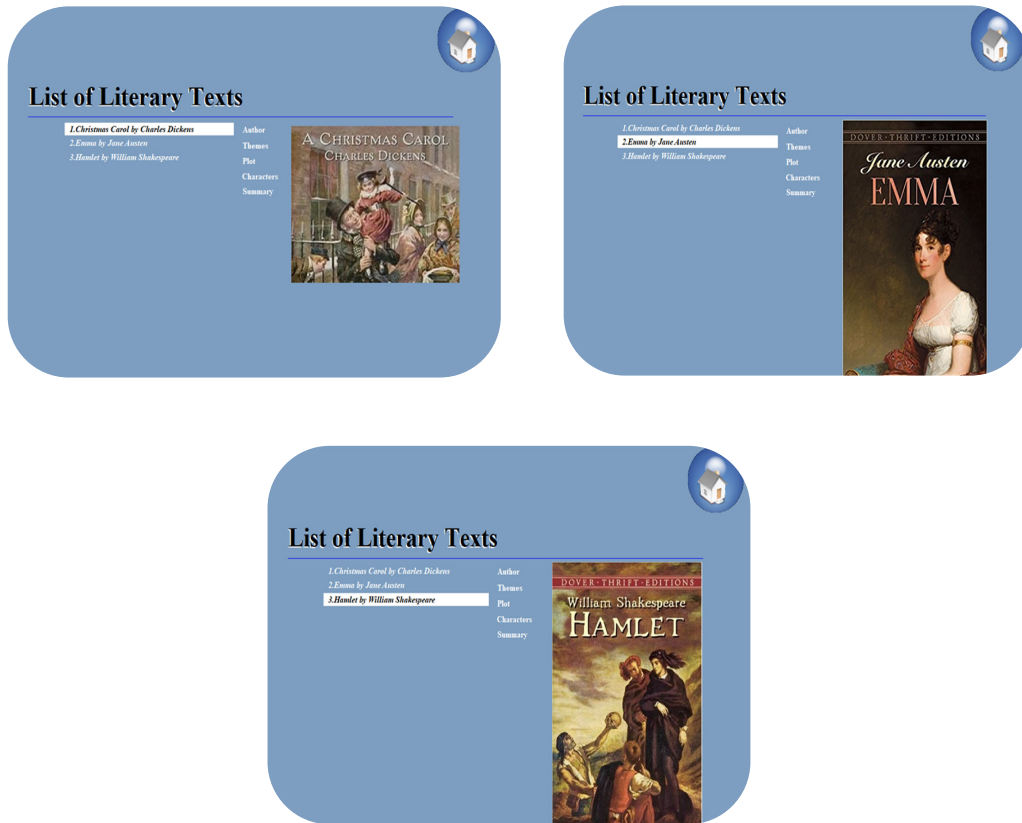 List of Literary Texts
1.Christmas Carol by Charles Dickens
2.Emma by Jane Austen
3.Hamlet by William Shakespeare
Author
Themes
Plot
Characters
Summary
A CHRISTMAS CAROL
CHARLES DICKENS
List of Literary Texts
1.Christmas Carol by Charles Dickens
2.Emma by Jane Austen
3.Hamlet by William Shakespeare
Author
Themes
Plot
Characters
Summary
DOVER·THRIFT·EDITIONS
Jane Austen
EMMA
List of Literary Texts
1.Christmas Carol by Charles Dickens
2.Emma by Jane Austen
3.Hamlet by William Shakespeare
Author
Themes
Plot
Characters
Summary
DOVER·THRIFT·EDITIONS
William Shakespeare
HAMLET